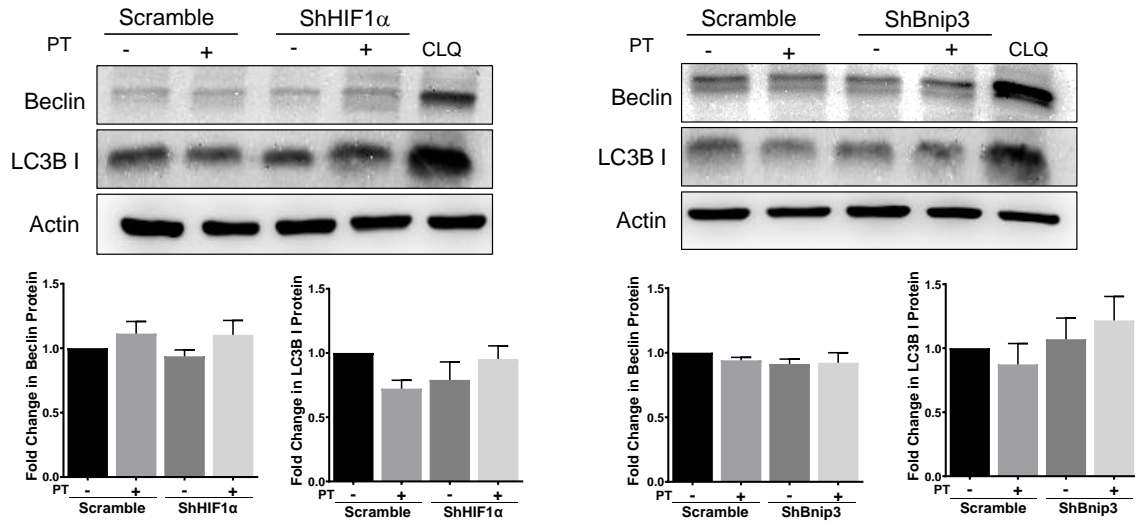 Scramble ShHIF1α
PT - + - + CLQ
Beclin
LC3B I
Actin
Scramble ShBnip3
PT - + - + CLQ
Beclin
LC3B I
Actin
Fold Change in Beclin Protein
1.5
1.0
0.5
0.0
PT - + - +
Scramble ShHIF1α
Fold Change in LC3B I Protein
1.5
1.0
0.5
0.0
PT - + - +
Scramble ShHIF1α
Fold Change in Beclin Protein
1.5
1.0
0.5
0.0
PT - + - +
Scramble ShBnip3
Fold Change in LC3B I Protein
1.5
1.0
0.5
0.0
PT - + - +
Scramble ShBnip3